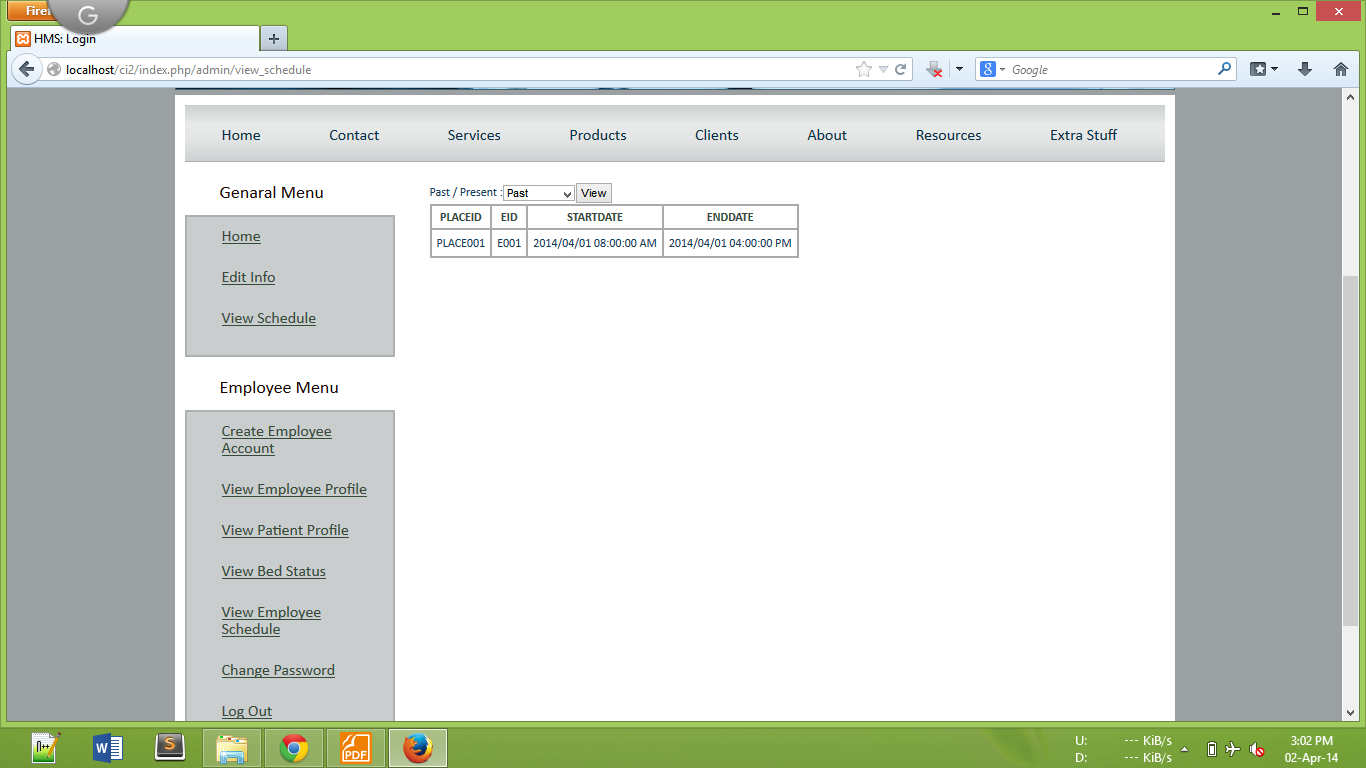 Firef
G
HMS: Login
localhost/ci2/index.php/admin/view_schedule
Google
Home Contact Services Products Clients About Resources Extra Stuff
Genaral Menu
Home
Edit Info
View Schedule
Past / Present : Past View
PLACEID EID STARTDATE ENDDATE
PLACE001 E001 2014/04/01 08:00:00 AM 2014/04/01 04:00:00 PM
Employee Menu
Create Employee
Account
View Employee Profile
View Patient Profile
View Bed Status
View Employee
Schedule
Change Password
Log Out
U: --- KiB/s
D: --- KiB/s
3:02 PM
02-Apr-14
PDF